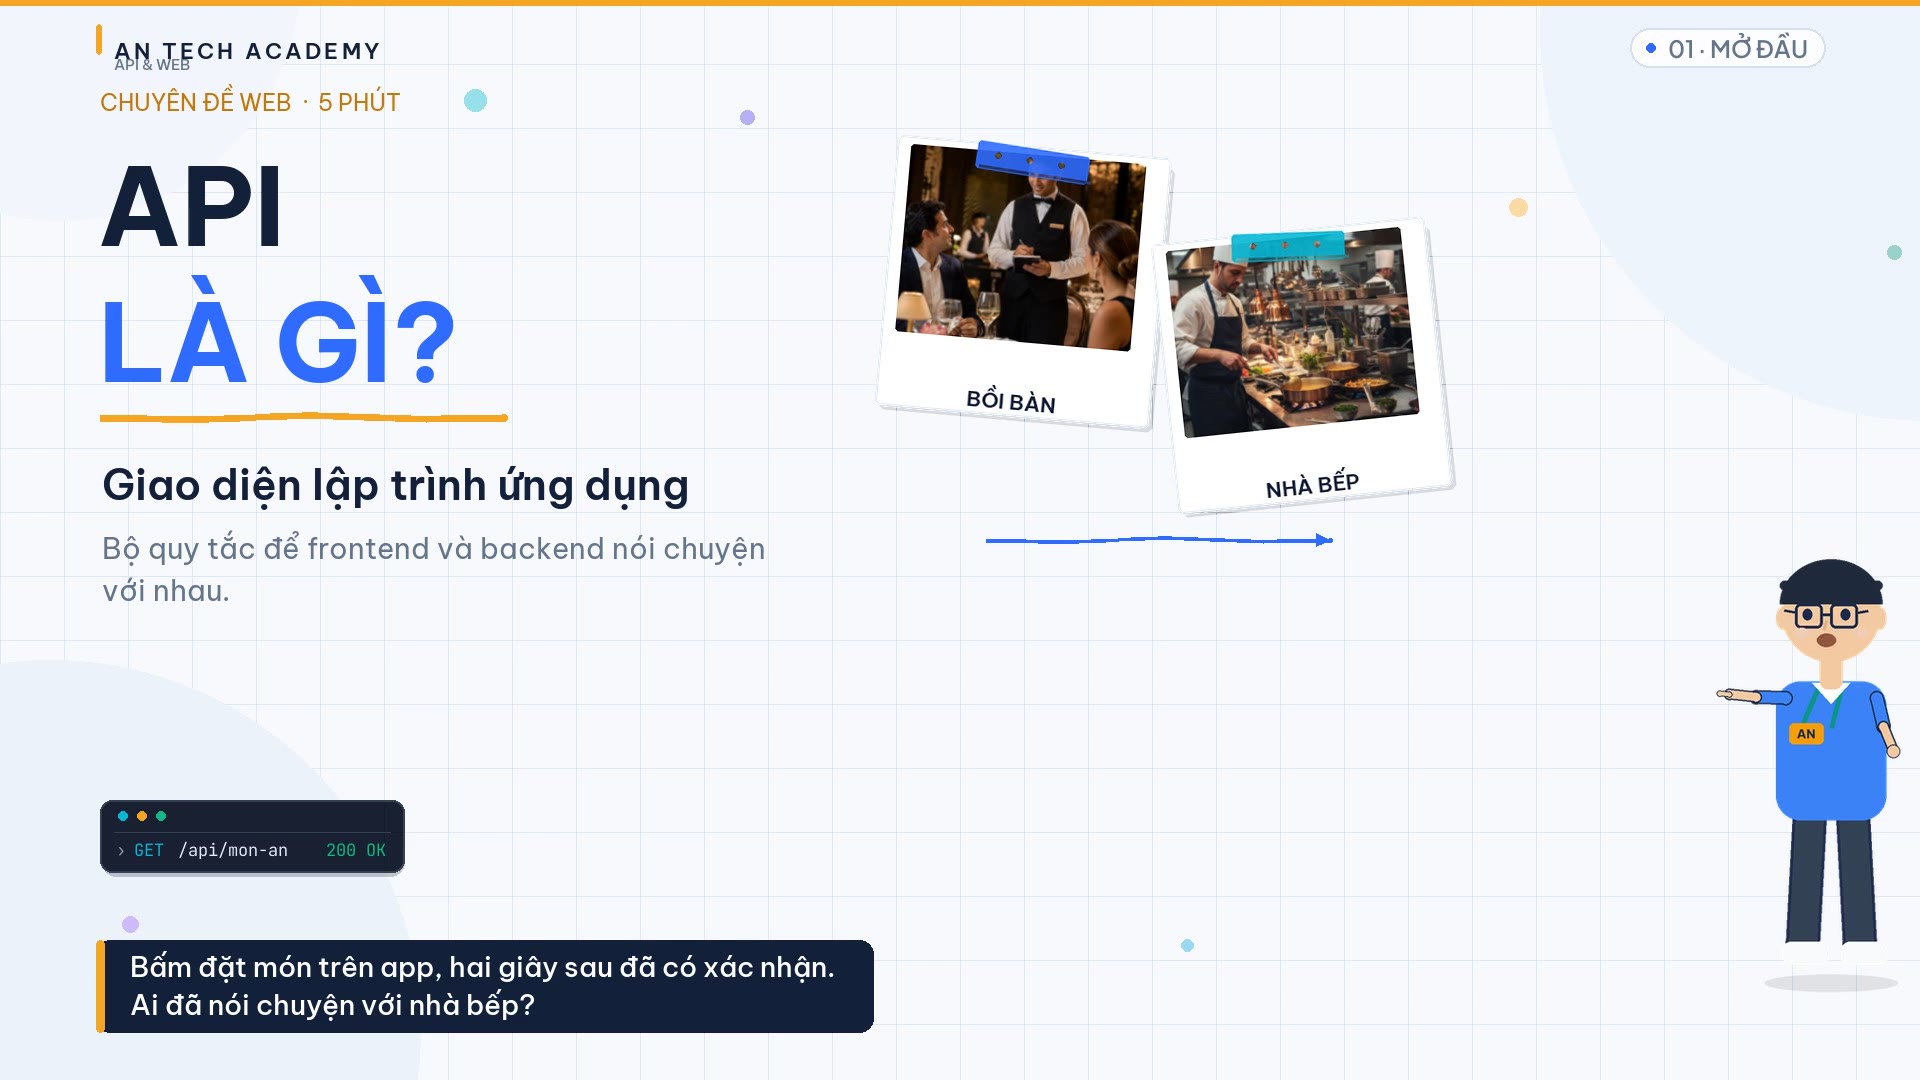 AN TECH ACADEMY
API & WEB
CHUYÊN ĐỀ WEB · 5 PHÚT
01 · MỞ ĐẦU
API
LÀ GÌ?
Giao diện lập trình ứng dụng
Bộ quy tắc để frontend và backend nói chuyện
với nhau.
BỒI BÀN
NHÀ BẾP
AN
› GET /api/mon-an 200 OK
Bấm đặt món trên app, hai giây sau đã có xác nhận.
Ai đã nói chuyện với nhà bếp?